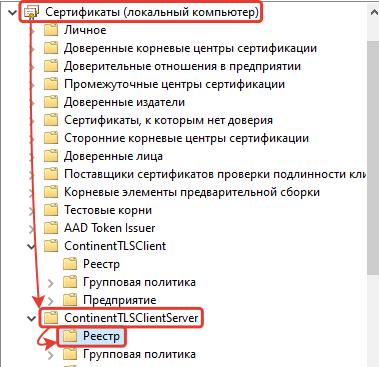 Сертификаты (локальный компьютер)
Личное
Доверенные корневые центры сертификации
Доверительные отношения в предприятии
Промежуточные центры сертификации
Доверенные издатели
Сертификаты, к которым нет доверия
Сторонние корневые центры сертификации
Доверенные лица
Поставщики сертификатов проверки подлинности кли
Корневые элементы предварительной сборки
Тестовые корни
AAD Token Issuer
ContinentTLSClient
Реестр
Групповая политика
Предприятие
ContinentTLSClientServer
Реестр
Групповая политика